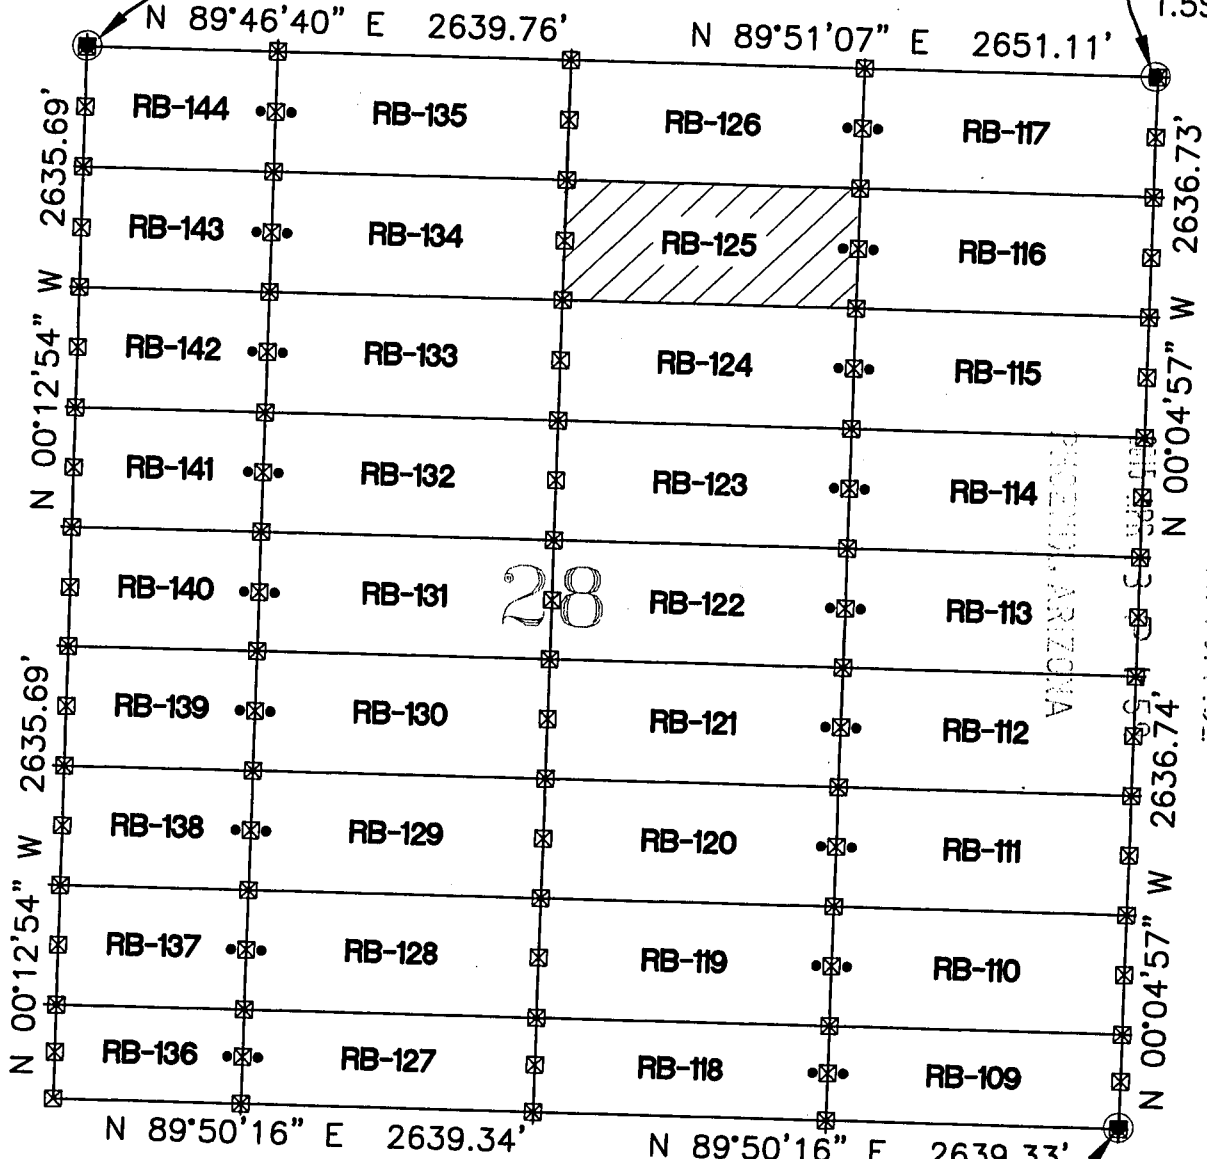 N 89°46'40" E 2639.76'
N 89°51'07" E 2651.11'
2635.69'
2636.73'
RB-144 RB-135 RB-126 RB-117
RB-143 RB-134 RB-125 RB-116
N 00°12'54" W
N 00°04'57" W
RB-142 RB-133 RB-124 RB-115
RB-141 RB-132 RB-123 RB-114
RB-140 RB-131 28 RB-122 RB-113
ARIZONA
2635.69'
2636.74'
RB-139 RB-130 RB-121 RB-112
RB-138 RB-129 RB-120 RB-111
N 00°12'54" W
N 00°04'57" W
RB-137 RB-128 RB-119 RB-110
RB-136 RB-127 RB-118 RB-109
N 89°50'16" E 2639.34'
N 89°50'16" E 2639.33'